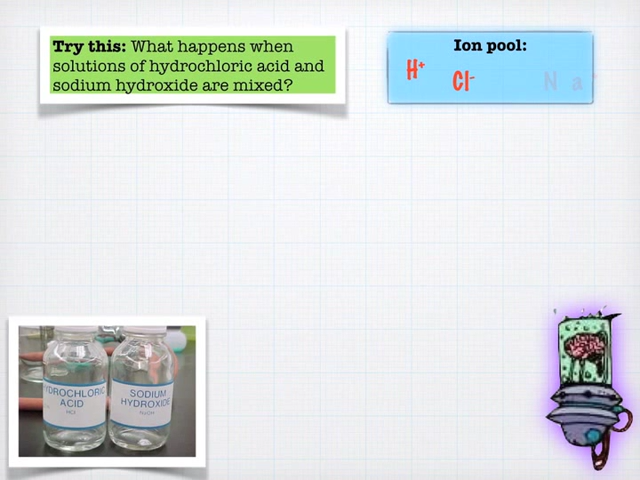 Try this: What happens when
solutions of hydrochloric acid and
sodium hydroxide are mixed?
Ion pool:
H+
Cl-
Na
HYDROCHLORIC
ACID
HCl
SODIUM
HYDROXIDE
NaOH